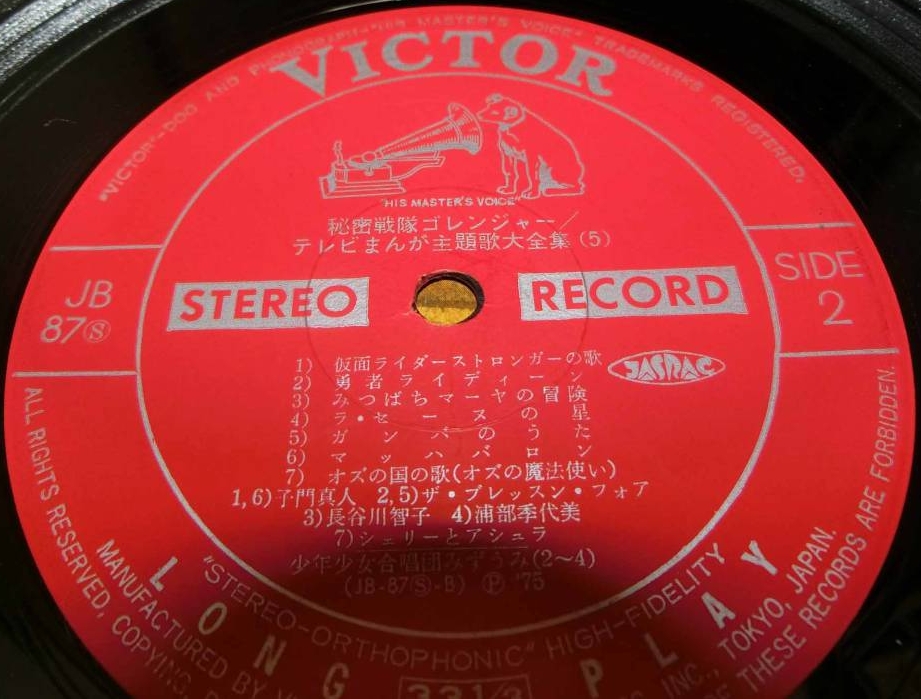 "VICTOR"-DOG AND PHONOGRAPH-"HIS MASTER'S VOICE" TRADEMARKS REGISTERED.
VICTOR
"HIS MASTER'S VOICE"
秘密戦隊ゴレンジャー／
テレビまんが主題歌大全集(5)
JB
87Ⓢ
STEREO
RECORD
SIDE
2
JASRAC
1) 仮面ライダーストロンガーの歌
2) 勇者ライディーン
3) みつばちマーヤの冒険
4) ラ・セーヌの星
5) ガンバのうた
6) マッハバロン
7) オズの国の歌(オズの魔法使い)
1,6)子門真人 2,5)ザ・ブレッスン・フォア
3)長谷川智子 4)浦部季代美
7)シェリーとアシュラ
少年少女合唱団みずうみ(2〜4)
(JB-87Ⓢ-B) Ⓟ '75
"STEREO-ORTHOPHONIC" HIGH-FIDELITY
LONG PLAY
33 1/3
ALL RIGHTS RESERVED, COPYING,
MANUFACTURED BY
INC., TOKYO, JAPAN.
THESE RECORDS ARE FORBIDDEN.